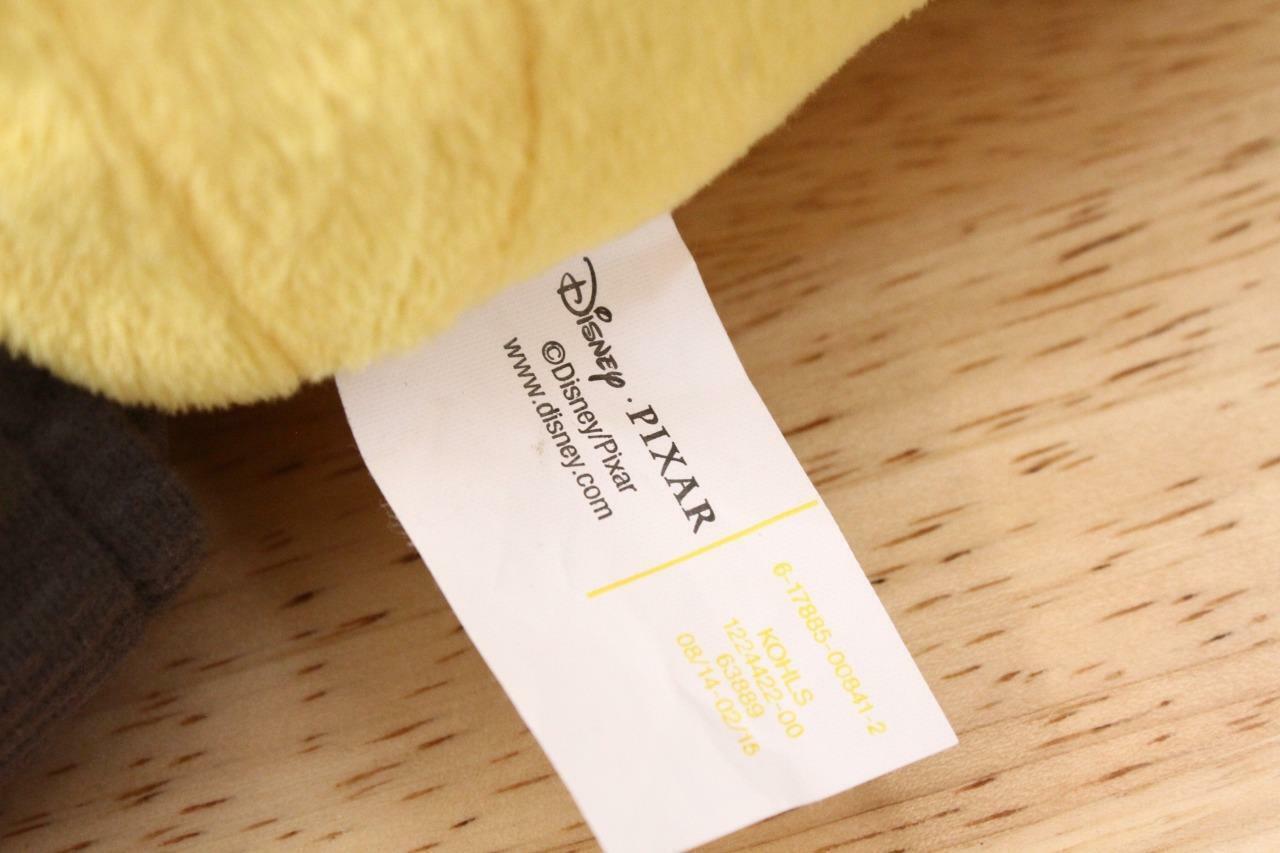 Disney · PIXAR
©Disney/Pixar
www.disney.com
6-17885-00841-2
KOHLS
1224422-00
63889
08/14-02/15